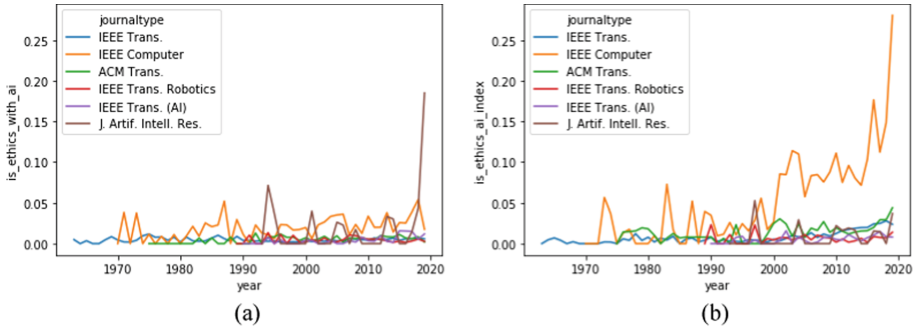 journaltype
IEEE Trans.
IEEE Computer
ACM Trans.
IEEE Trans. Robotics
IEEE Trans. (AI)
J. Artif. Intell. Res.
0.25
0.20
0.15
0.10
0.05
0.00
is_ethics_with_ai
1970 1980 1990 2000 2010 2020
year
(a)
journaltype
IEEE Trans.
IEEE Computer
ACM Trans.
IEEE Trans. Robotics
IEEE Trans. (AI)
J. Artif. Intell. Res.
0.25
0.20
0.15
0.10
0.05
0.00
is_ethics_ai_index
1970 1980 1990 2000 2010 2020
year
(b)